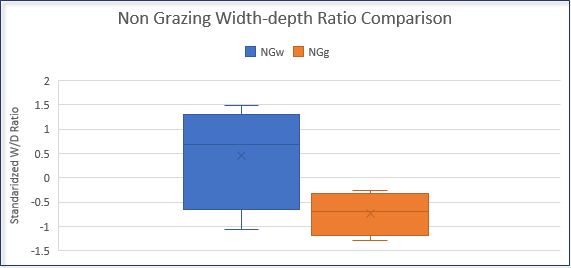 Non Grazing Width-depth Ratio Comparison
NGw NGg
Standaridzed W/D Ratio
2
1.5
1
0.5
0
-0.5
-1
-1.5